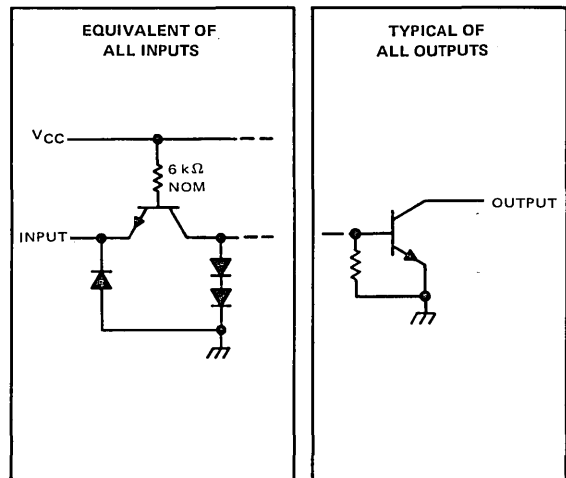 EQUIVALENT OF
ALL INPUTS
VCC
6 kΩ
NOM
INPUT
TYPICAL OF
ALL OUTPUTS
OUTPUT